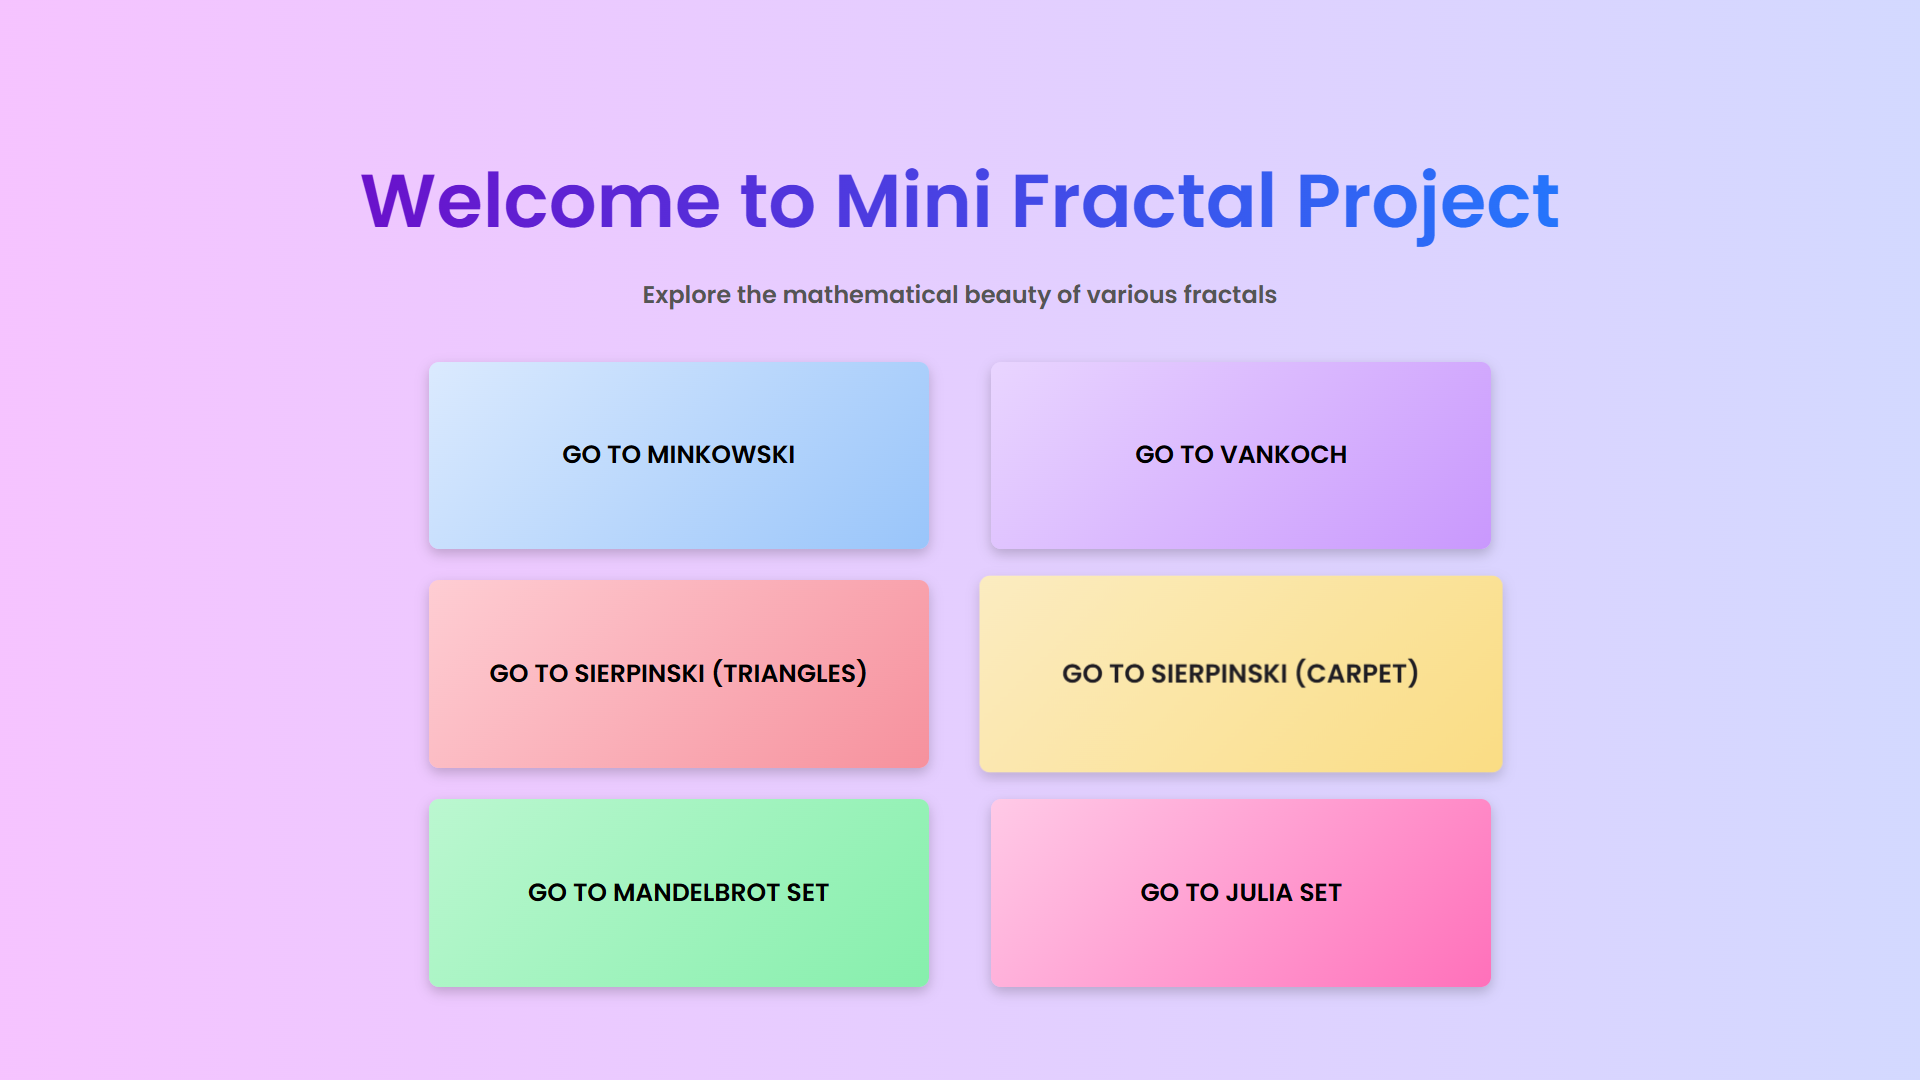 Welcome to Mini Fractal Project
Explore the mathematical beauty of various fractals
GO TO MINKOWSKI
GO TO VANKOCH
GO TO SIERPINSKI (TRIANGLES)
GO TO SIERPINSKI (CARPET)
GO TO MANDELBROT SET
GO TO JULIA SET